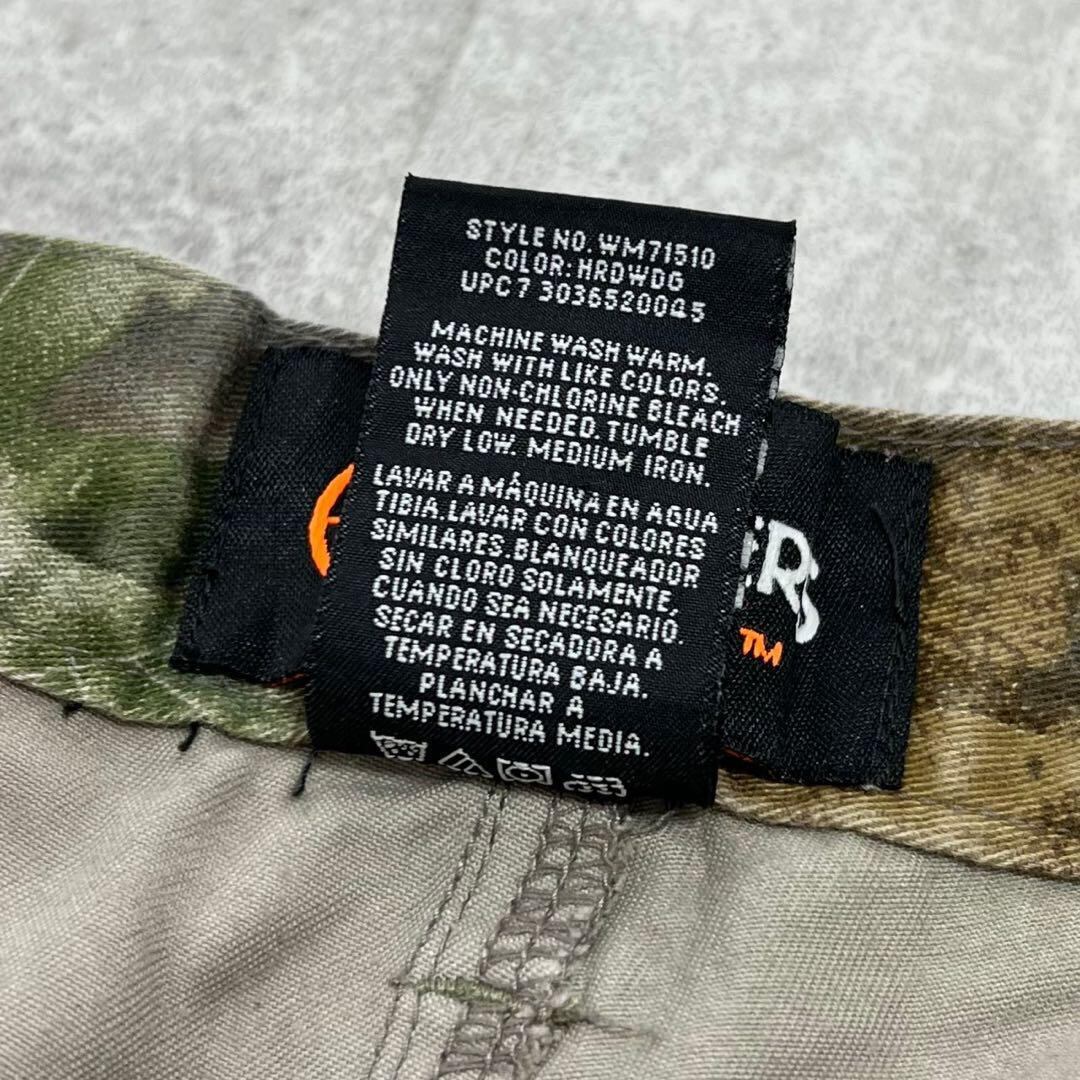 STYLE NO. WM71510
COLOR: HRDWDG
UPC 7
MACHINE WASH WARM.
WASH WITH LIKE COLORS.
ONLY NON-CHLORINE BLEACH
WHEN NEEDED. TUMBLE
DRY LOW. MEDIUM IRON.
LAVAR A MÁQUINA EN AGUA
TIBIA. LAVAR CON COLORES
SIMILARES. BLANQUEADOR
SIN CLORO SOLAMENTE,
CUANDO SEA NECESARIO.
SECAR EN SECADORA A
TEMPERATURA BAJA.
PLANCHAR A
TEMPERATURA MEDIA.
ERS
TM